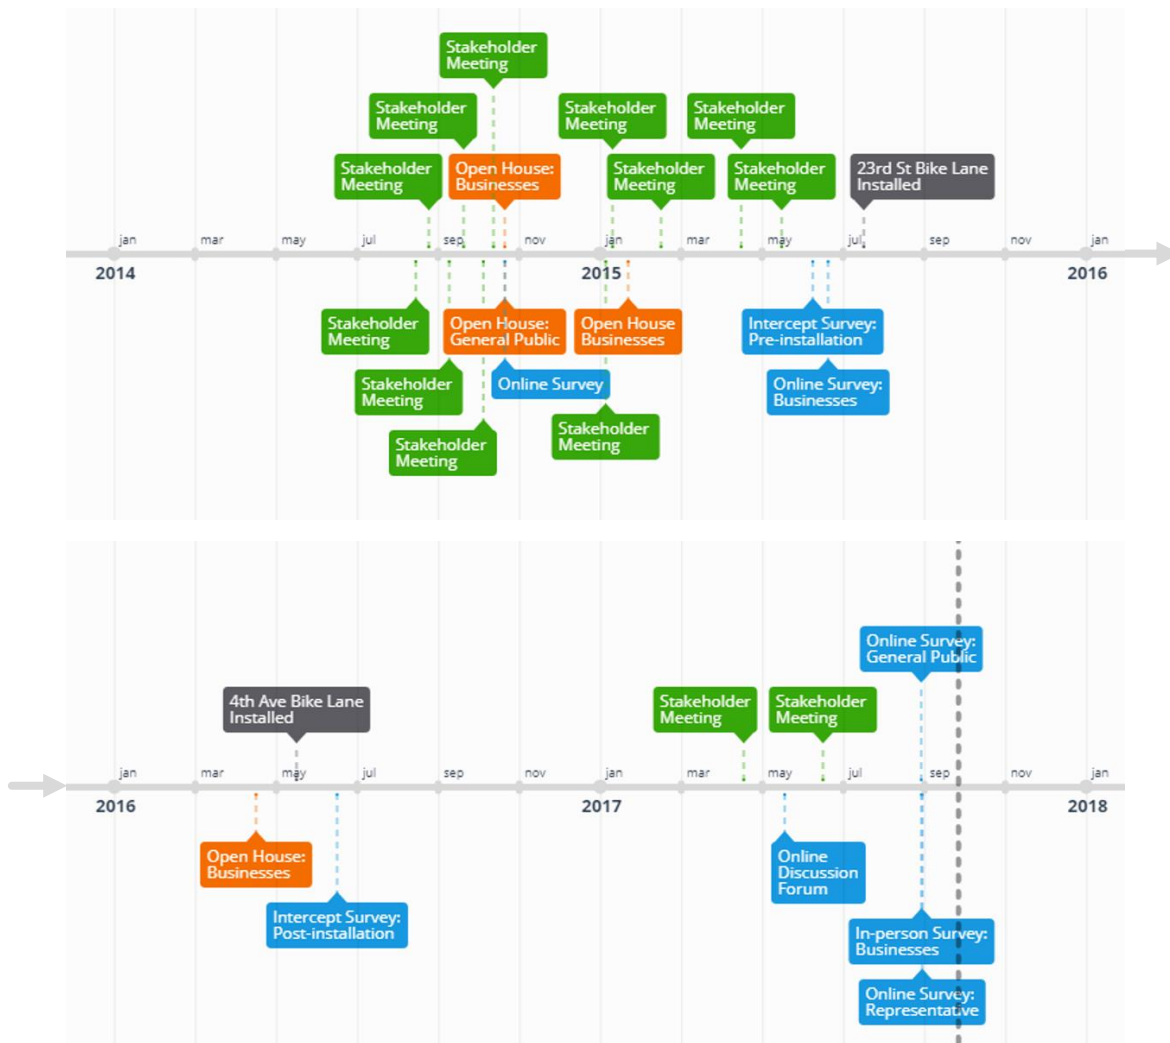 Stakeholder
Meeting
Stakeholder
Meeting
Stakeholder
Meeting
Stakeholder
Meeting
Stakeholder
Meeting
Open House:
Businesses
Stakeholder
Meeting
Stakeholder
Meeting
23rd St Bike Lane
Installed
jan
mar
may
jul
sep
nov
jan
mar
may
jul
sep
nov
jan
2014
2015
2016
Stakeholder
Meeting
Open House:
General Public
Open House
Businesses
Intercept Survey:
Pre-installation
Stakeholder
Meeting
Online Survey
Online Survey:
Businesses
Stakeholder
Meeting
Stakeholder
Meeting
Online Survey:
General Public
4th Ave Bike Lane
Installed
Stakeholder
Meeting
Stakeholder
Meeting
jan
mar
may
jul
sep
nov
jan
mar
may
jul
sep
nov
jan
2016
2017
2018
Open House:
Businesses
Online
Discussion
Forum
Intercept Survey:
Post-installation
In-person Survey:
Businesses
Online Survey:
Representative